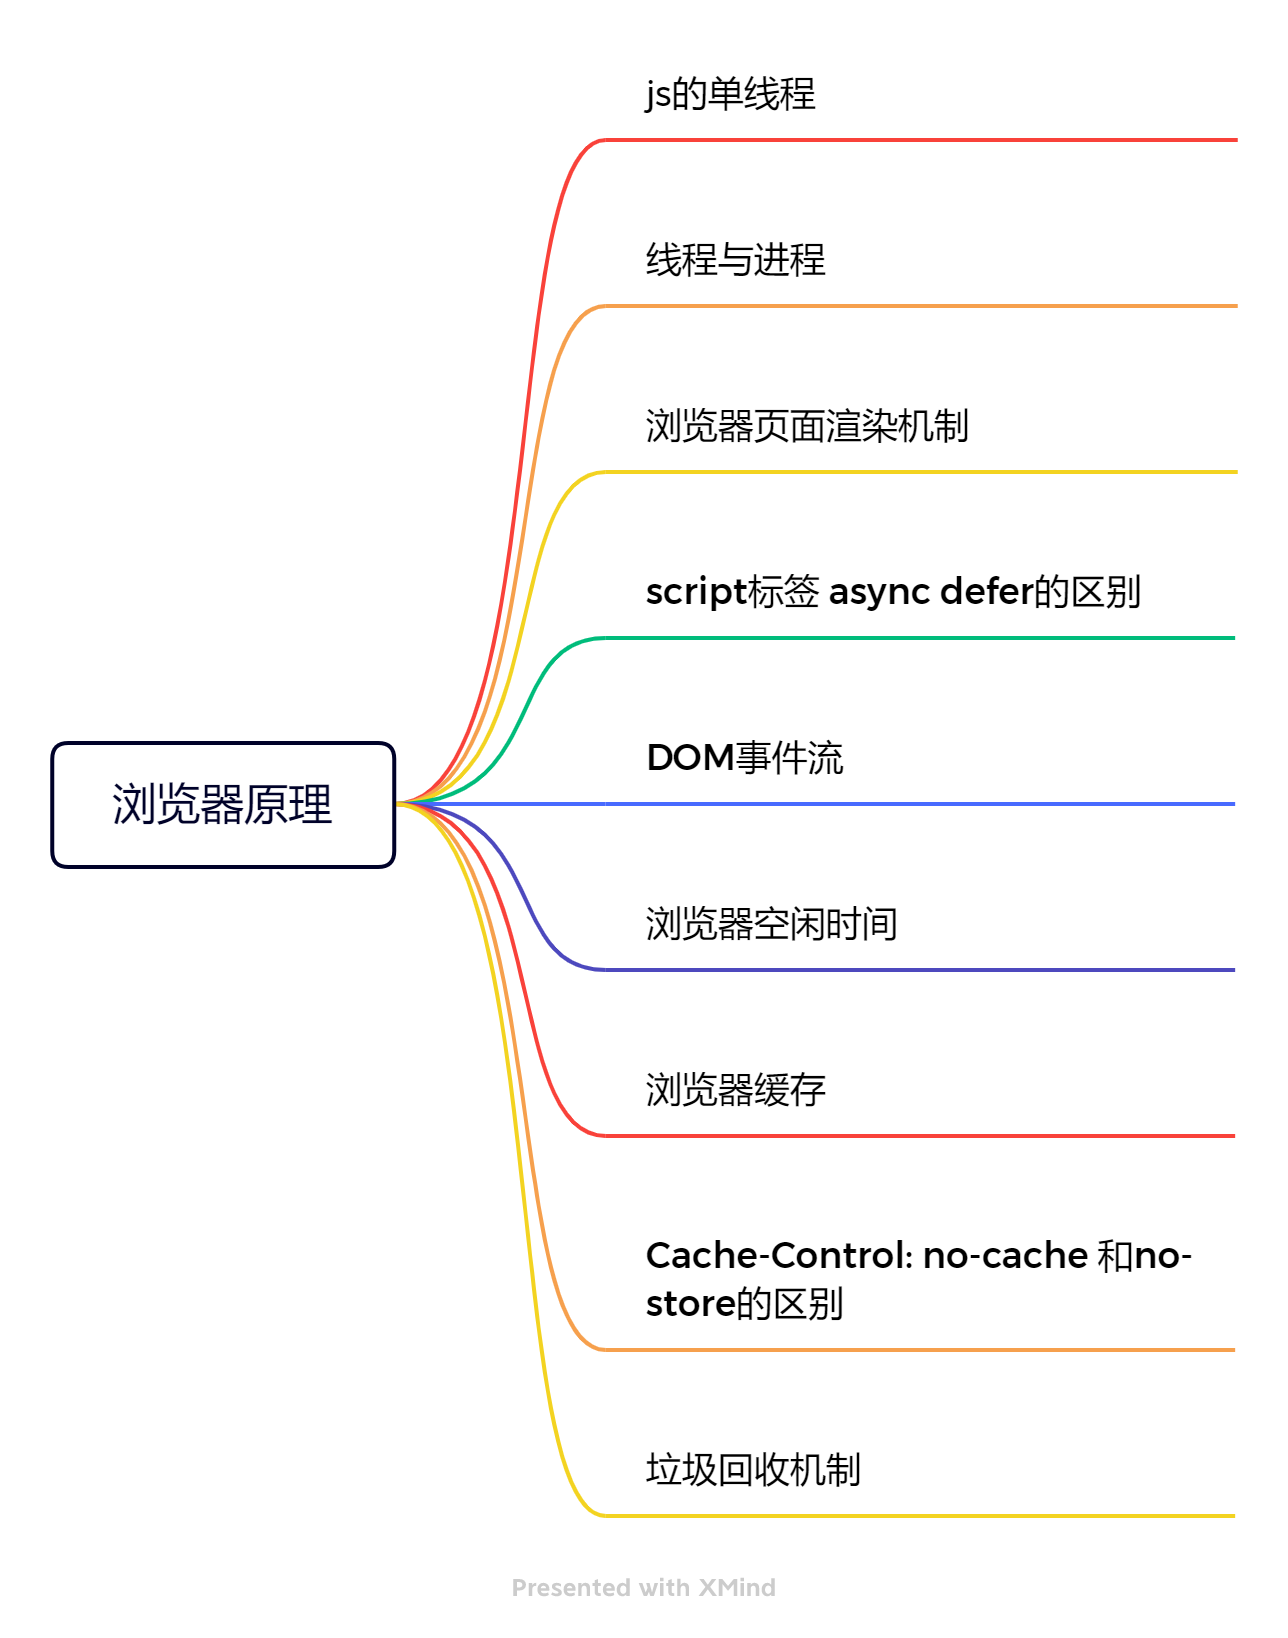 js的单线程
线程与进程
浏览器页面渲染机制
script标签 async defer的区别
DOM事件流
浏览器原理
浏览器空闲时间
浏览器缓存
Cache-Control: no-cache 和no-
store的区别
垃圾回收机制
Presented with XMind